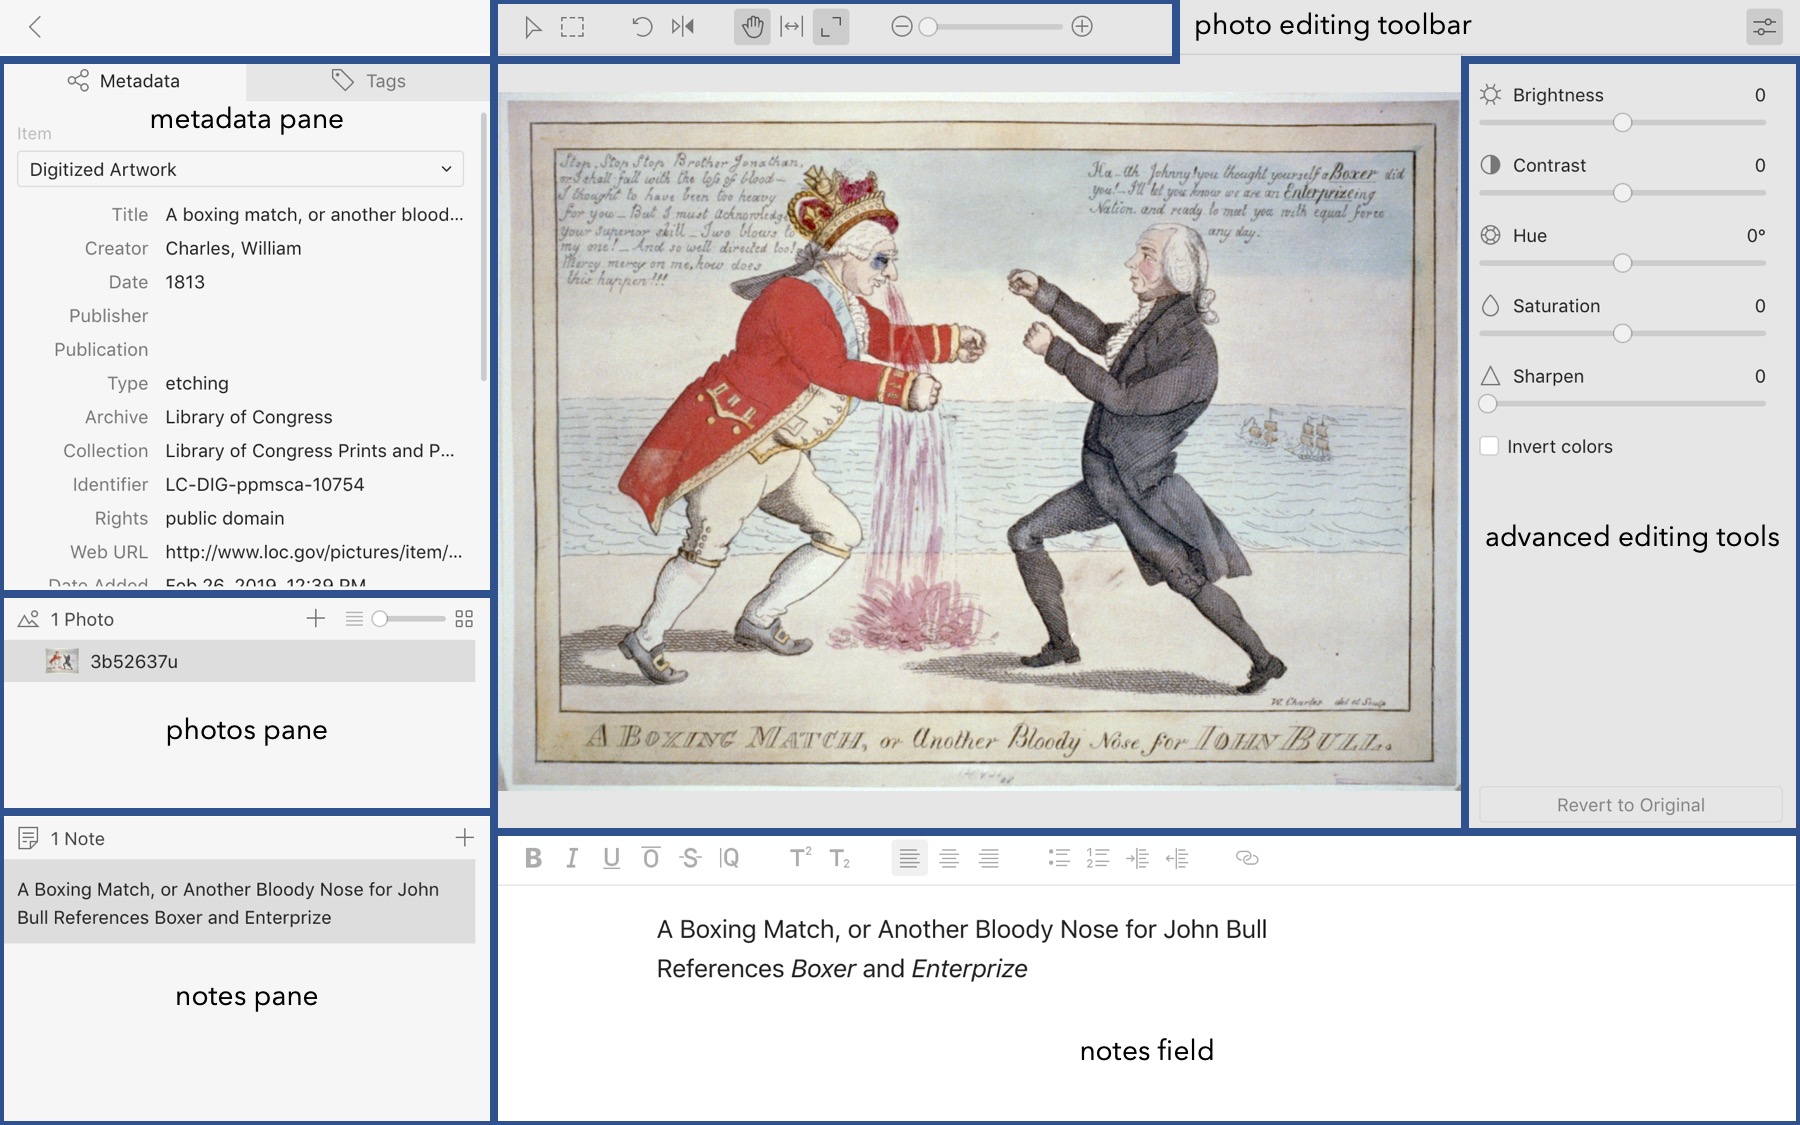 photo editing toolbar
Metadata
Tags
metadata pane
Item
Digitized Artwork
Title A boxing match, or another blood...
Creator Charles, William
Date 1813
Publisher
Publication
Type etching
Archive Library of Congress
Collection Library of Congress Prints and P...
Identifier LC-DIG-ppmsca-10754
Rights public domain
Web URL http://www.loc.gov/pictures/item/...
Date Added Feb 26, 2019, 12:39 PM
1 Photo
3b52637u
photos pane
1 Note
A Boxing Match, or Another Bloody Nose for John
Bull References Boxer and Enterprize
notes pane
Stop, Stop Stop Brother Jonathan,
or I shall fall with the loss of blood —
I thought to have been too heavy
for you — But I must acknowledge
your superior skill — Two blows to
my one! — And so well directed too!
Mercy mercy on me, how does
this happen!!!
Ha — Ah Johnny! you thought yourself a Boxer did
you! — I'll let you know we are an Enterprizeing
Nation. and ready to meet you with equal force
any day.
W. Charles del et Sculp
A BOXING MATCH, or Another Bloody Nose for JOHN BULL.
Brightness 0
Contrast 0
Hue 0°
Saturation 0
Sharpen 0
Invert colors
advanced editing tools
Revert to Original
B I U O S Q T² T₂
A Boxing Match, or Another Bloody Nose for John Bull
References Boxer and Enterprize
notes field